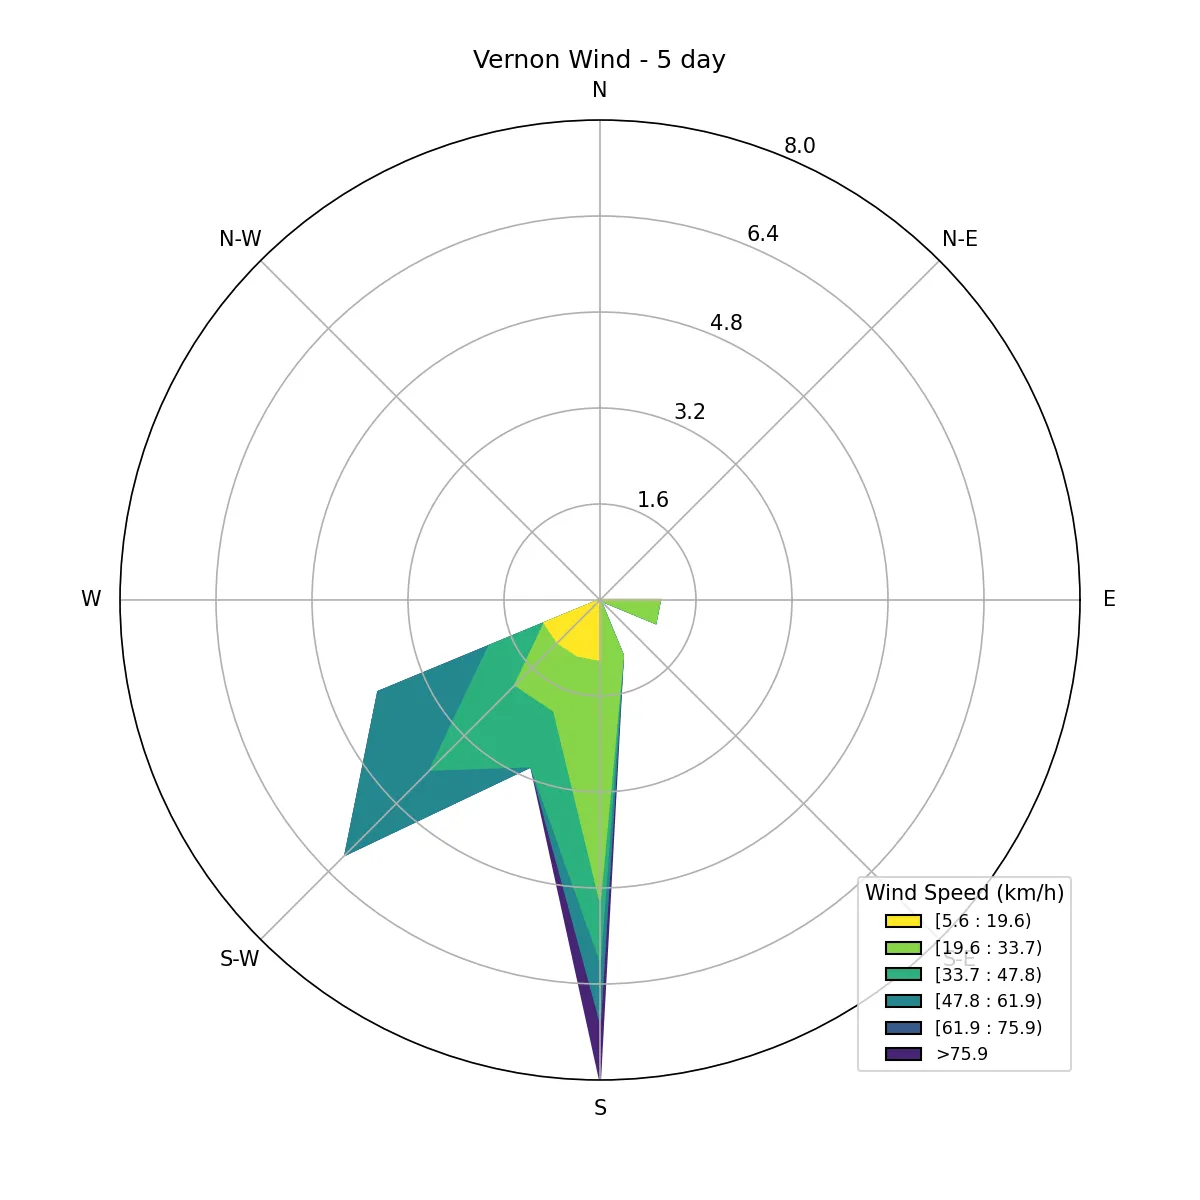 Vernon Wind - 5 day
N
8.0
N-W
6.4
N-E
4.8
3.2
1.6
W
E
S-W
S-E
S
Wind Speed (km/h)
[5.6 : 19.6)
[19.6 : 33.7)
[33.7 : 47.8)
[47.8 : 61.9)
[61.9 : 75.9)
>75.9